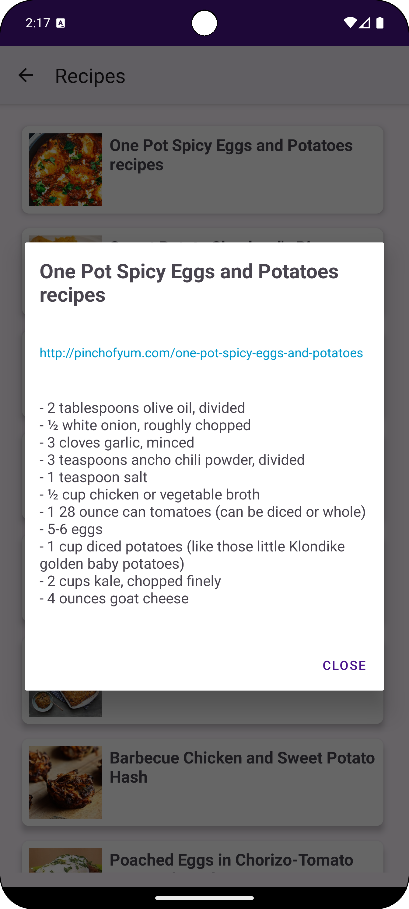 2:17 A
Recipes
One Pot Spicy Eggs and Potatoes
recipes
One Pot Spicy Eggs and Potatoes
recipes
http://pinchofyum.com/one-pot-spicy-eggs-and-potatoes
- 2 tablespoons olive oil, divided
- ½ white onion, roughly chopped
- 3 cloves garlic, minced
- 3 teaspoons ancho chili powder, divided
- 1 teaspoon salt
- ½ cup chicken or vegetable broth
- 1 28 ounce can tomatoes (can be diced or whole)
- 5-6 eggs
- 1 cup diced potatoes (like those little Klondike
golden baby potatoes)
- 2 cups kale, chopped finely
- 4 ounces goat cheese
CLOSE
Barbecue Chicken and Sweet Potato
Hash
Poached Eggs in Chorizo-Tomato